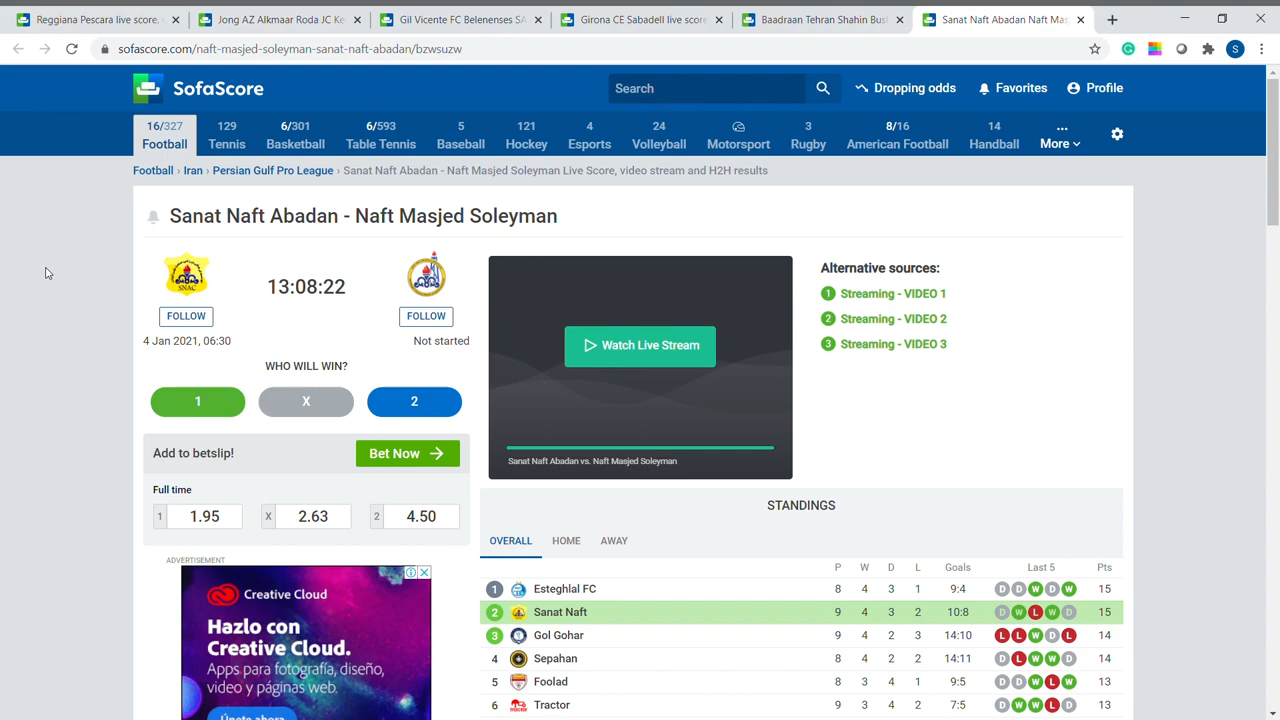 Reggiana Pescara live score,
Jong AZ Alkmaar Roda JC Ke
Gil Vicente FC Belenenses SA
Girona CE Sabadell live score
Baadraan Tehran Shahin Bus
Sanat Naft Abadan Naft Mas
sofascore.com/naft-masjed-soleyman-sanat-naft-abadan/bzwsuzw
S
SofaScore
Search
Dropping odds
Favorites
Profile
16/327 129 6/301 6/593 5 121 4 24 3 8/16 14 ...
Football Tennis Basketball Table Tennis Baseball Hockey Esports Volleyball Motorsport Rugby American Football Handball More
Football › Iran › Persian Gulf Pro League › Sanat Naft Abadan - Naft Masjed Soleyman Live Score, video stream and H2H results
Sanat Naft Abadan - Naft Masjed Soleyman
SNAC
13:08:22
FOLLOW FOLLOW
4 Jan 2021, 06:30 Not started
WHO WILL WIN?
1 X 2
Add to betslip! Bet Now
Full time
1 1.95 X 2.63 2 4.50
ADVERTISEMENT
Creative Cloud
Hazlo con
Creative Cloud.
Apps para fotografía, diseño,
video y páginas web.
Únete ahora
Watch Live Stream
Sanat Naft Abadan vs. Naft Masjed Soleyman
Alternative sources:
1 Streaming - VIDEO 1
2 Streaming - VIDEO 2
3 Streaming - VIDEO 3
STANDINGS
OVERALL HOME AWAY
P W D L Goals Last 5 Pts
1 Esteghlal FC 8 4 3 1 9:4 D D W D W 15
2 Sanat Naft 9 4 3 2 10:8 D W L W D 15
3 Gol Gohar 9 4 2 3 14:10 L L W D L 14
4 Sepahan 8 4 2 2 14:11 D L W W D 14
5 Foolad 8 3 4 1 9:5 D D W L W 13
6 Tractor 9 3 4 2 7:5 D W W L D 13